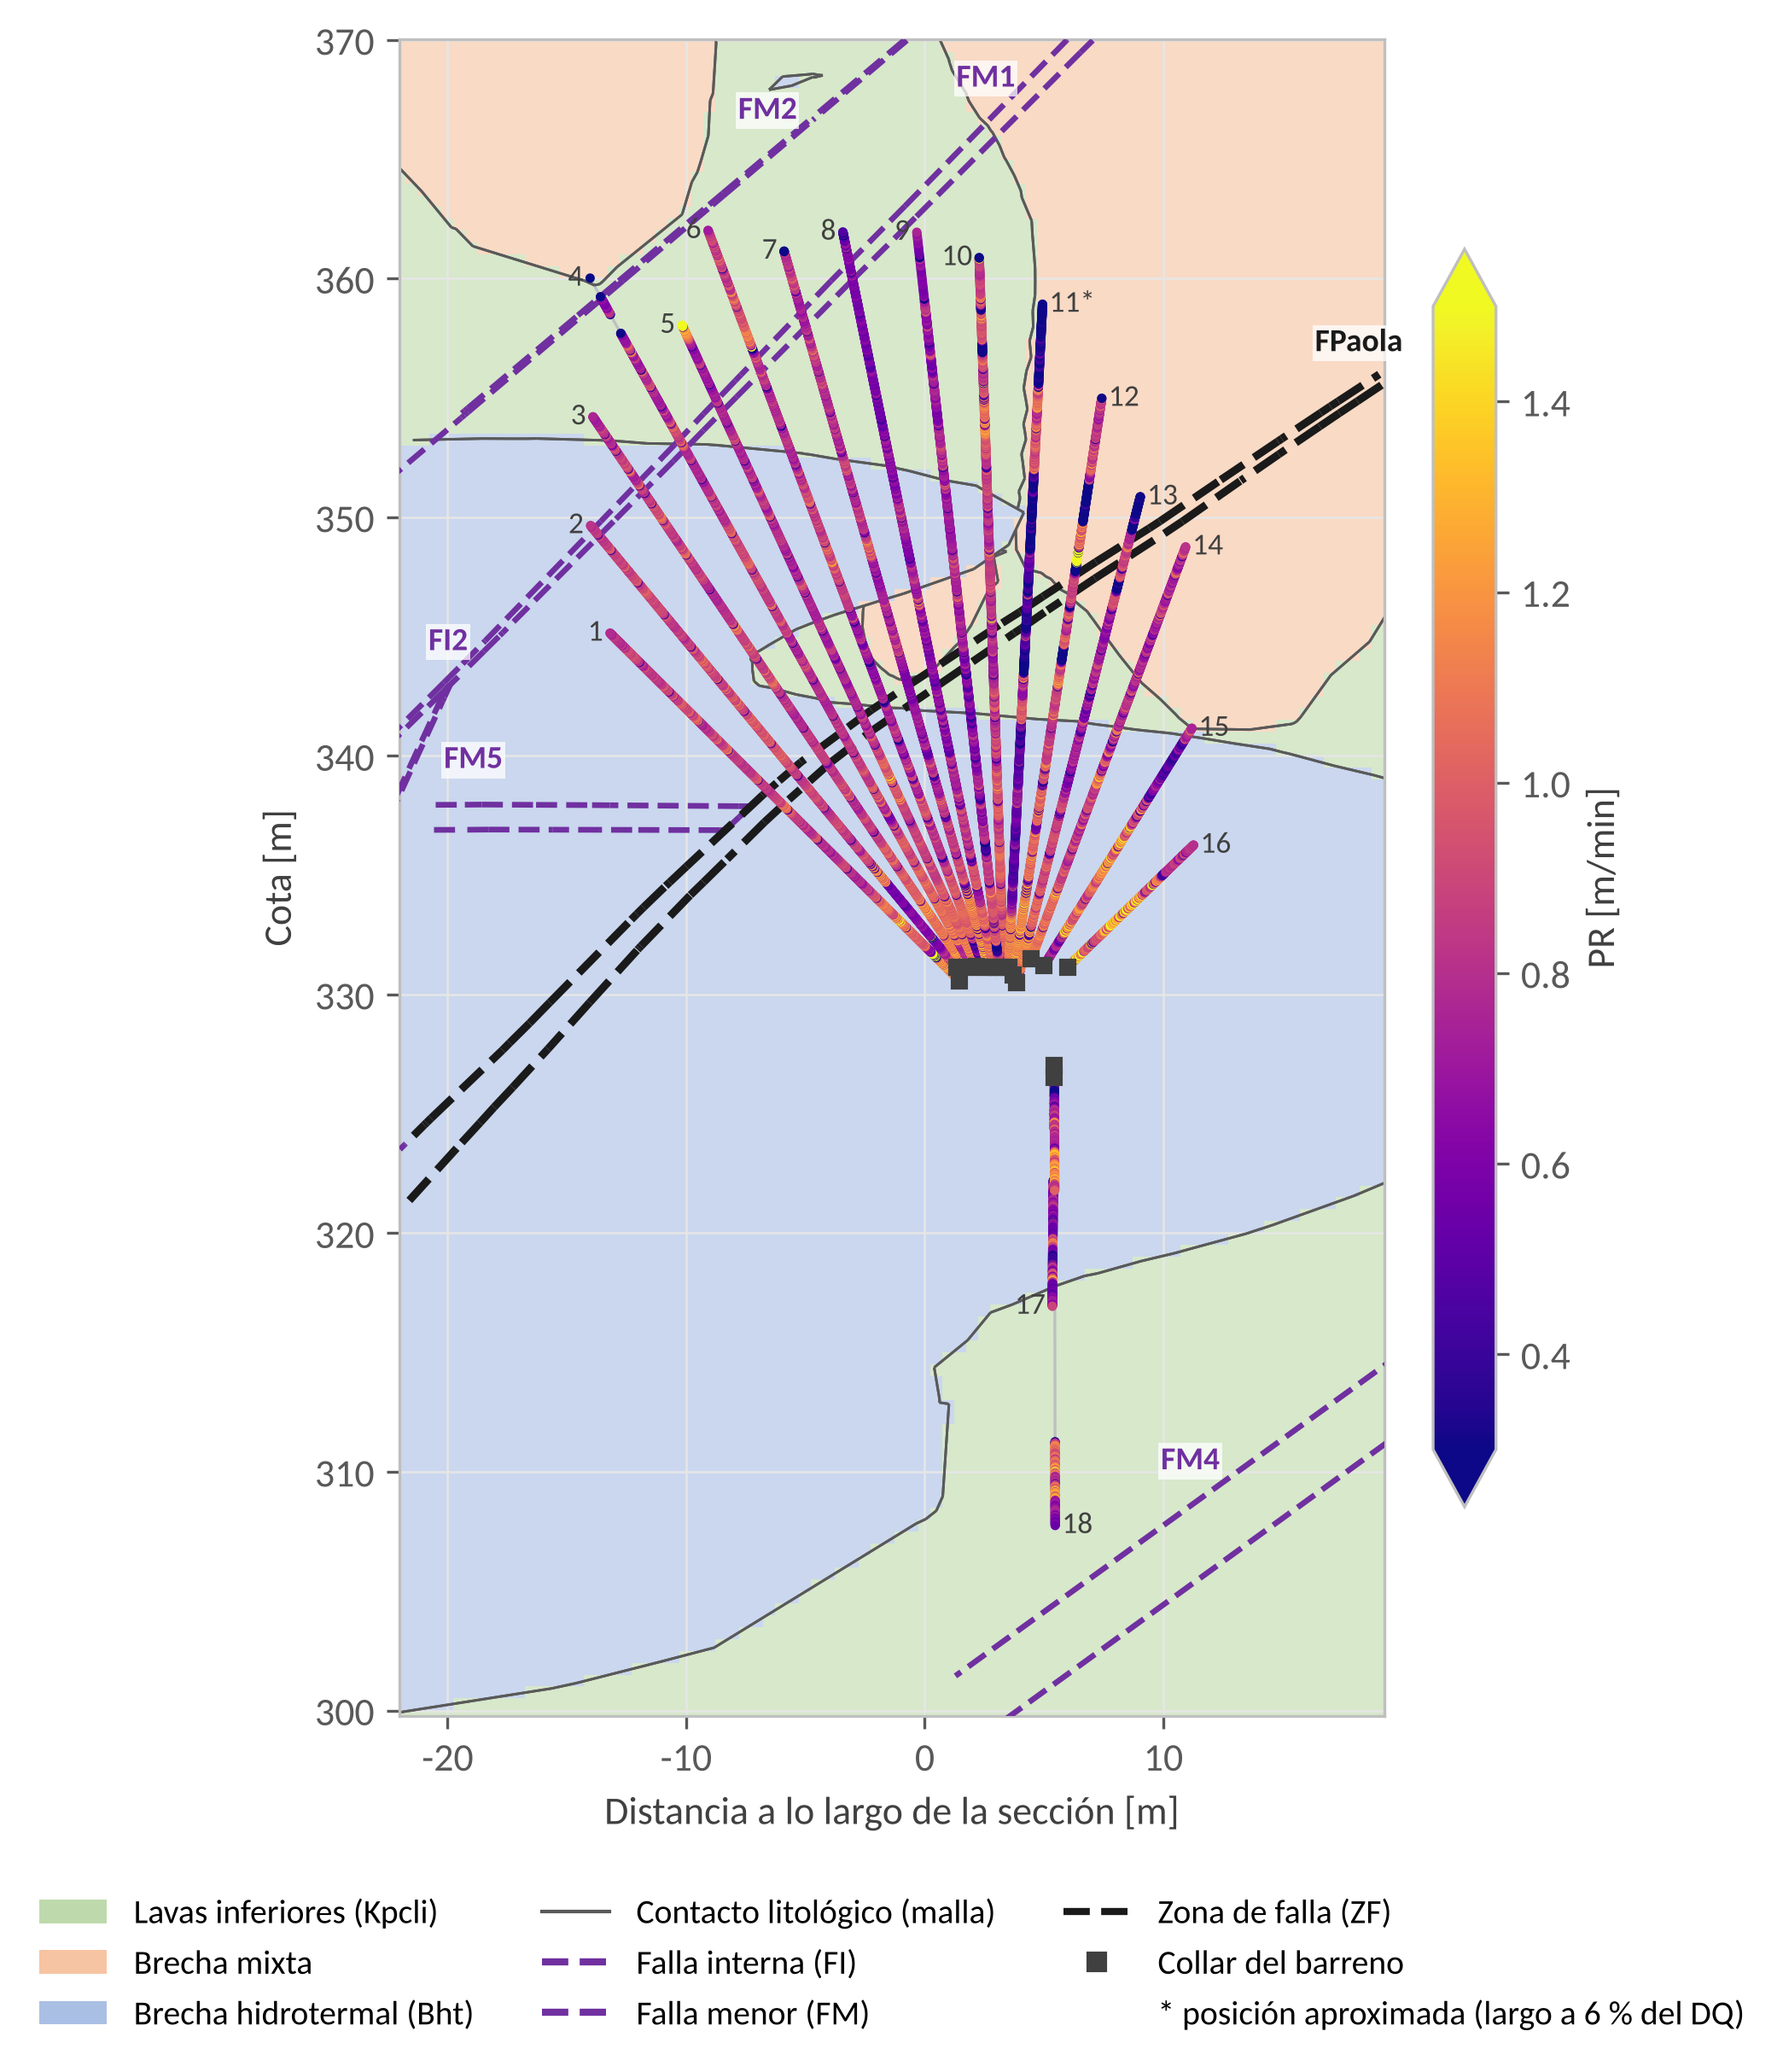 370
360
350
340
330
320
310
300
Cota [m]
-20
-10
0
10
Distancia a lo largo de la sección [m]
FM1
FM2
FPaola
FI2
FM5
FM4
1
2
3
4
5
6
7
8
9
10
11*
12
13
14
15
16
17
18
1.4
1.2
1.0
0.8
0.6
0.4
PR [m/min]
Lavas inferiores (Kpcli)
Brecha mixta
Brecha hidrotermal (Bht)
Contacto litológico (malla)
Falla interna (FI)
Falla menor (FM)
Zona de falla (ZF)
Collar del barreno
* posición aproximada (largo a 6 % del DQ)